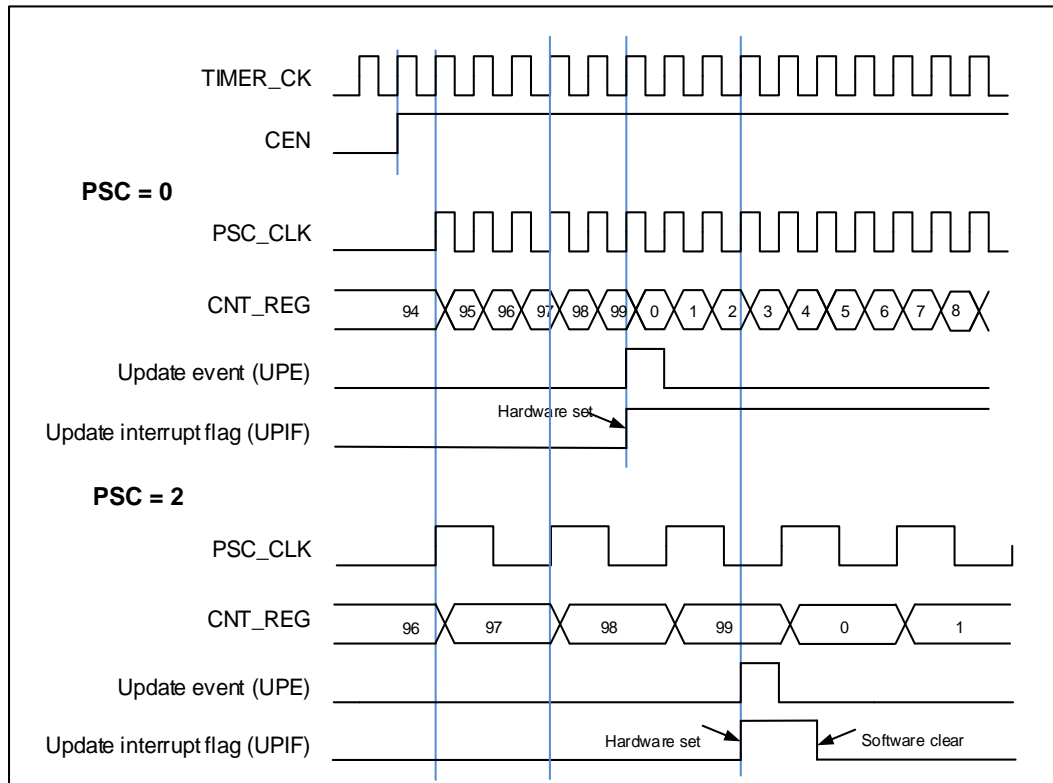 TIMER_CK
CEN
PSC = 0
PSC_CLK
CNT_REG 94 95 96 97 98 99 0 1 2 3 4 5 6 7 8
Update event (UPE)
Hardware set
Update interrupt flag (UPIF)
PSC = 2
PSC_CLK
CNT_REG 96 97 98 99 0 1
Update event (UPE)
Update interrupt flag (UPIF) Hardware set Software clear